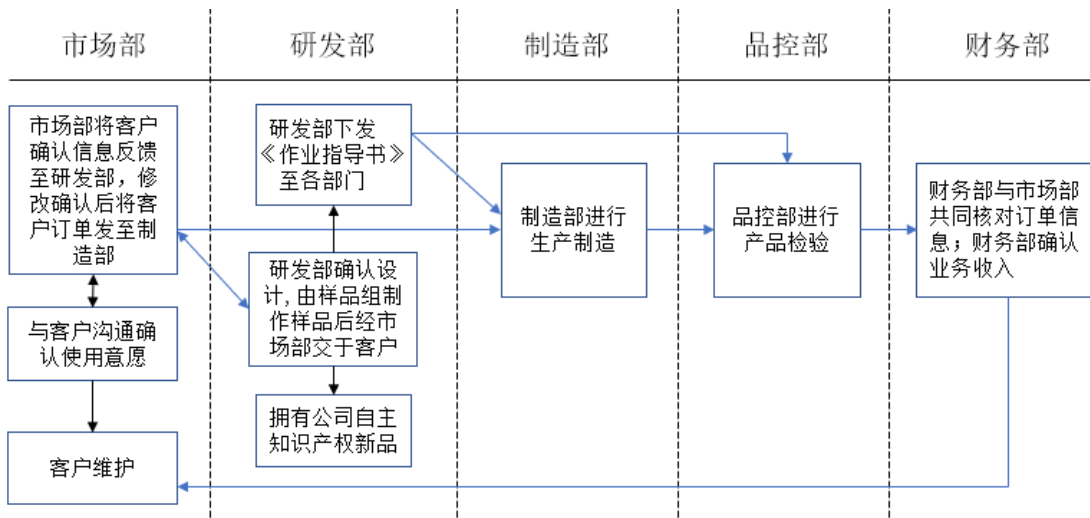 市场部
研发部
制造部
品控部
财务部
市场部将客户
确认信息反馈
至研发部，修
改确认后将客
户订单发至制
造部
与客户沟通确
认使用意愿
客户维护
研发部下发
《作业指导书》
至各部门
研发部确认设
计,由样品组制
作样品后经市
场部交于客户
拥有公司自主
知识产权新品
制造部进行
生产制造
品控部进行
产品检验
财务部与市场部
共同核对订单信
息；财务部确认
业务收入